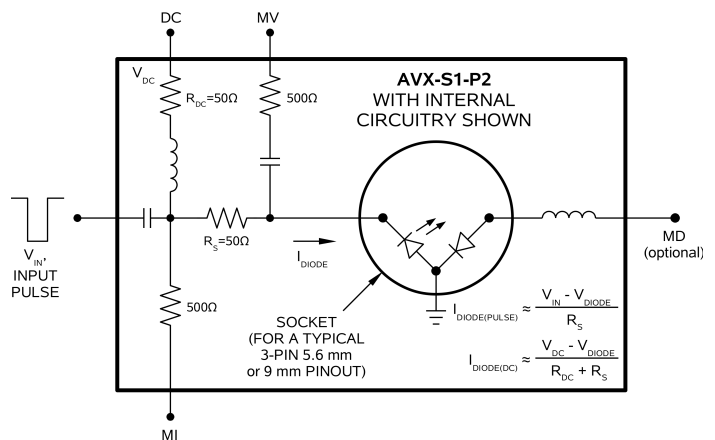 DC
MV
V_DC
R_DC=50Ω
500Ω
AVX-S1-P2
WITH INTERNAL
CIRCUITRY SHOWN
V_IN,
INPUT
PULSE
R_S=50Ω
I_DIODE
MD
(optional)
500Ω
SOCKET
(FOR A TYPICAL
3-PIN 5.6 mm
or 9 mm PINOUT)
I_DIODE(PULSE) ≈ V_IN - V_DIODE
R_S
I_DIODE(DC) ≈ V_DC - V_DIODE
R_DC + R_S
MI